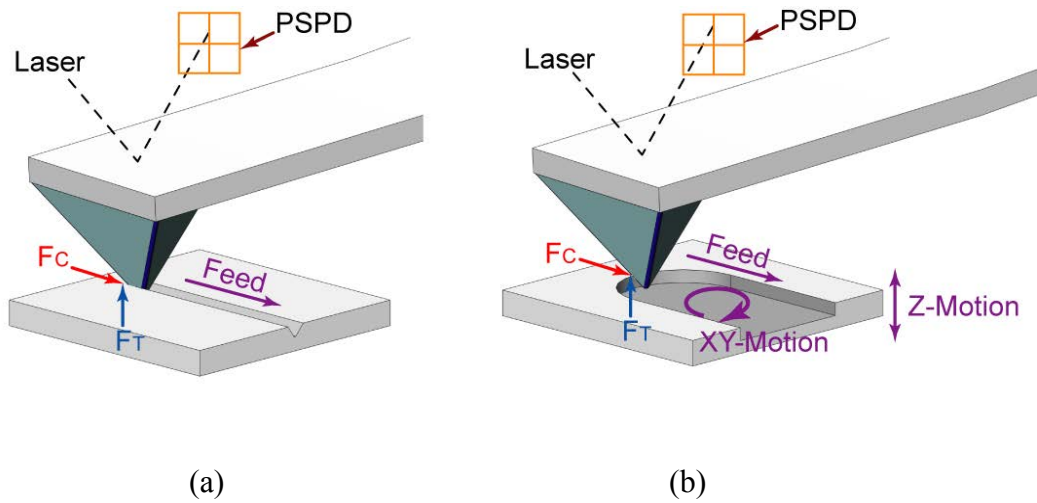 PSPD
Laser
Fc
Feed
FT
(a)
PSPD
Laser
Fc
Feed
FT
Z-Motion
XY-Motion
(b)